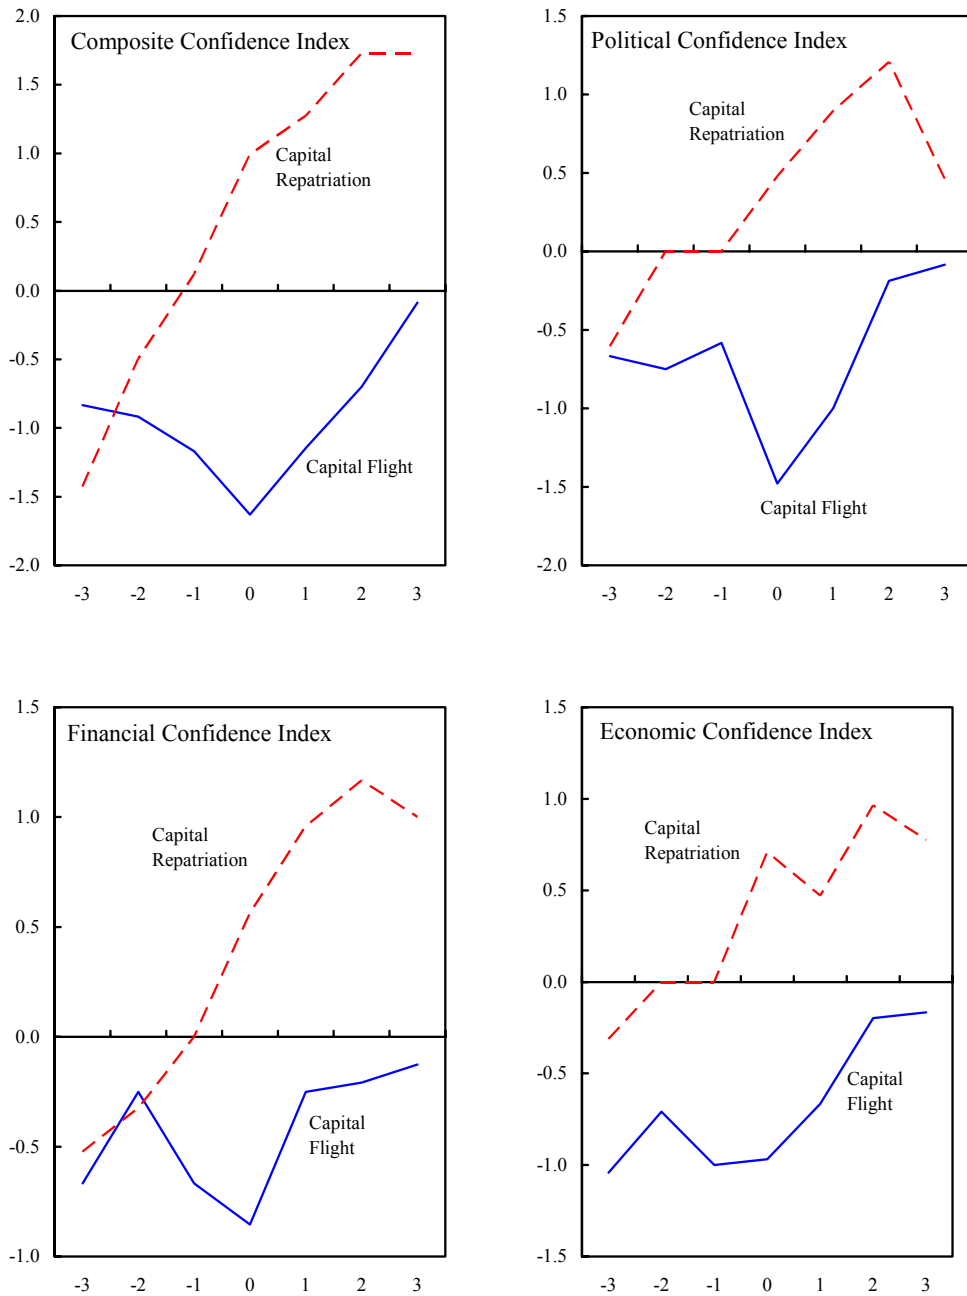 Composite Confidence Index
2.0
1.5
1.0
0.5
0.0
-0.5
-1.0
-1.5
-2.0
Capital
Repatriation
Capital Flight
-3 -2 -1 0 1 2 3
Political Confidence Index
1.5
1.0
0.5
0.0
-0.5
-1.0
-1.5
-2.0
Capital
Repatriation
Capital Flight
-3 -2 -1 0 1 2 3
Financial Confidence Index
1.5
1.0
0.5
0.0
-0.5
-1.0
Capital
Repatriation
Capital
Flight
-3 -2 -1 0 1 2 3
Economic Confidence Index
1.5
1.0
0.5
0.0
-0.5
-1.0
-1.5
Capital
Repatriation
Capital
Flight
-3 -2 -1 0 1 2 3